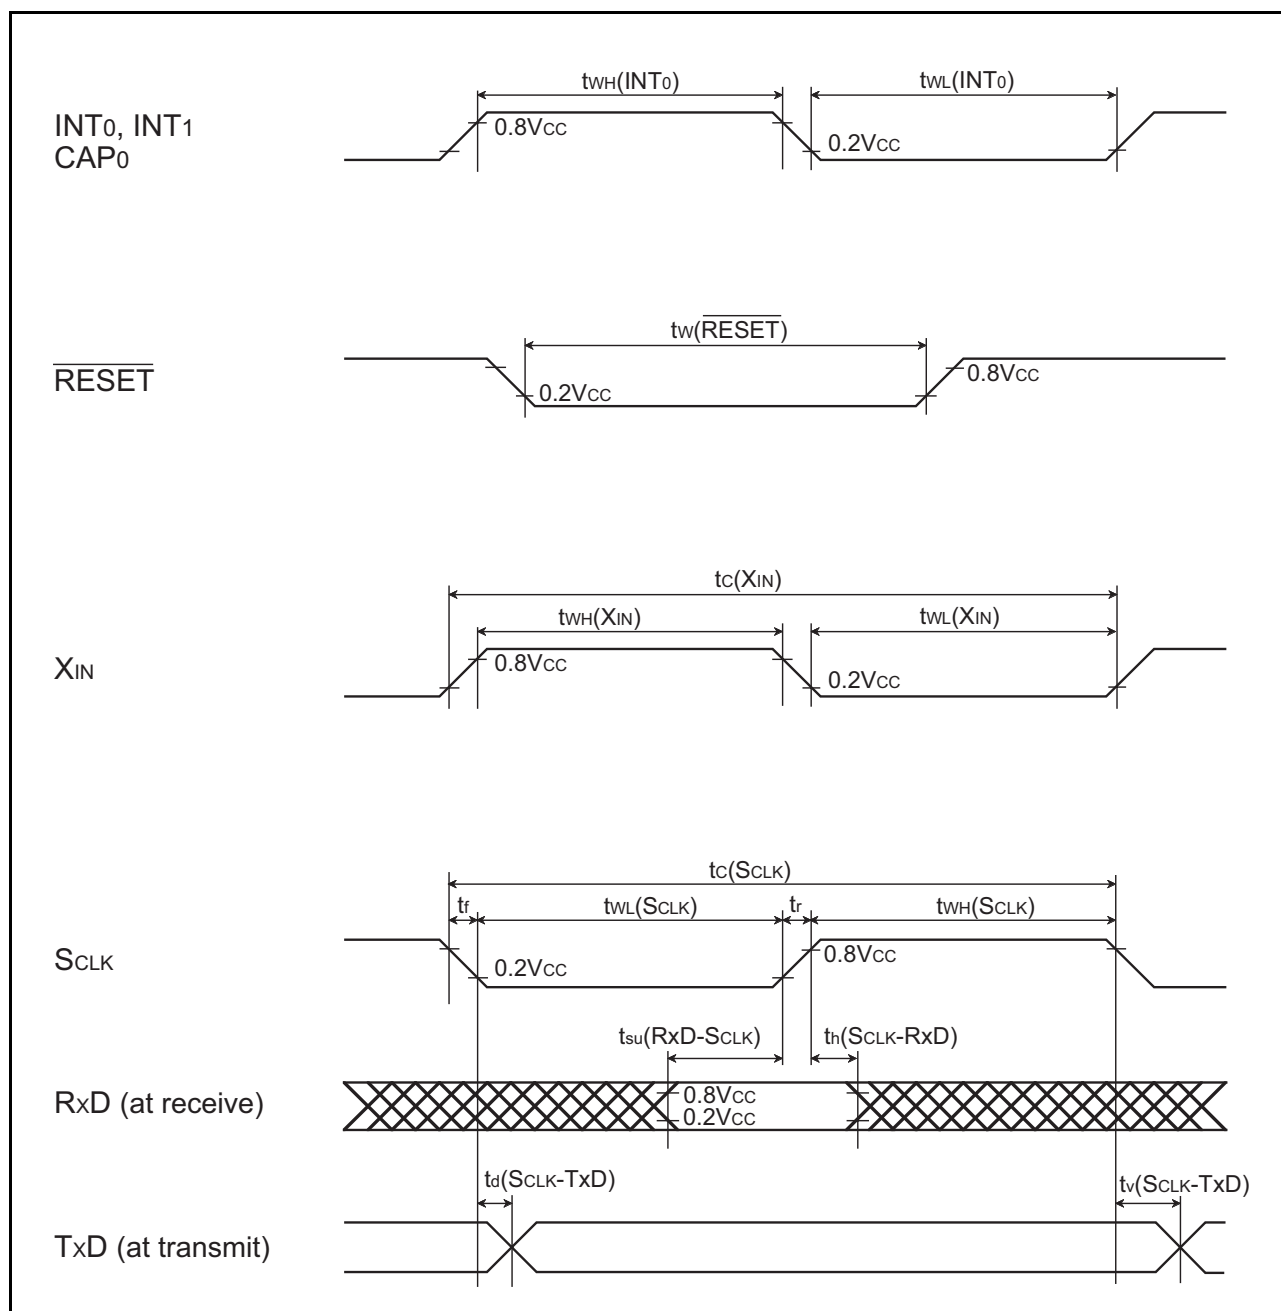 tWH(INT0)
tWL(INT0)
INT0, INT1
CAP0
0.8VCC
0.2VCC
tW(RESET)
RESET
0.2VCC
0.8VCC
tC(XIN)
tWH(XIN)
tWL(XIN)
XIN
0.8VCC
0.2VCC
tC(SCLK)
tf
tWL(SCLK)
tr
tWH(SCLK)
SCLK
0.2VCC
0.8VCC
tsu(RxD-SCLK)
th(SCLK-RxD)
RXD (at receive)
0.8VCC
0.2VCC
td(SCLK-TxD)
tv(SCLK-TxD)
TXD (at transmit)